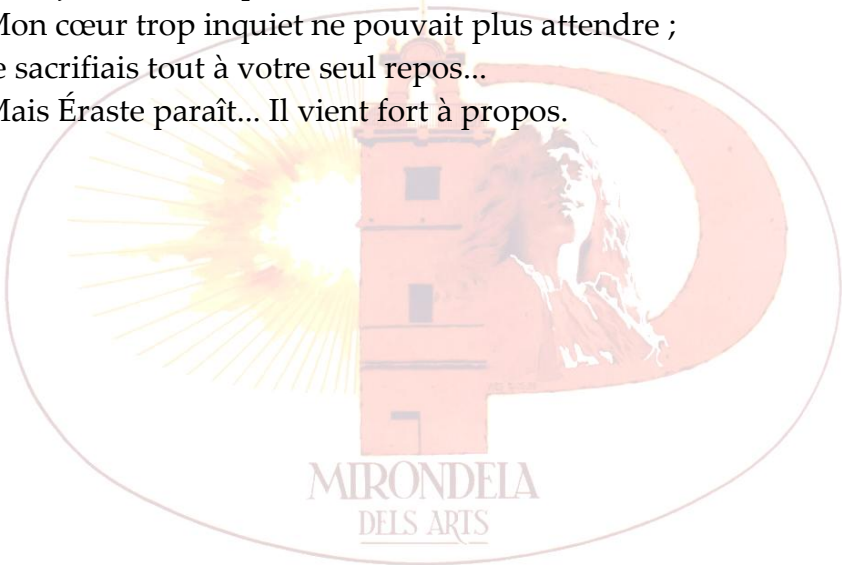 Mon cœur trop inquiet ne pouvait plus attendre ;
e sacrifiais tout à votre seul repos...
Mais Éraste paraît... Il vient fort à propos.
MIRONDELA
DELS ARTS